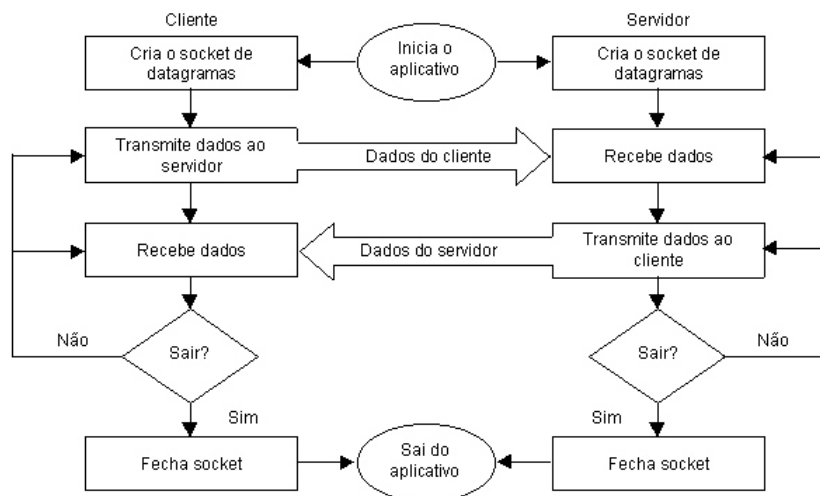 Cliente
Servidor
Cria o socket de
datagramas
Inicia o
aplicativo
Cria o socket de
datagramas
Transmite dados ao
servidor
Dados do cliente
Recebe dados
Recebe dados
Dados do servidor
Transmite dados ao
cliente
Não
Sair?
Sair?
Não
Sim
Sim
Fecha socket
Sai do
aplicativo
Fecha socket